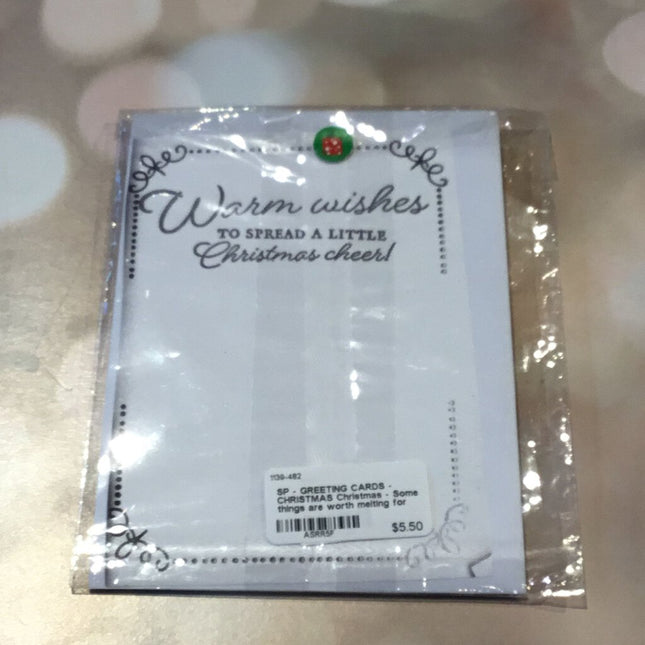 Warm wishes
TO SPREAD A LITTLE
Christmas cheer!
1139-482
SP - GREETING CARDS -
CHRISTMAS Christmas - Some
things are worth melting for
ASRR5F
$5.50